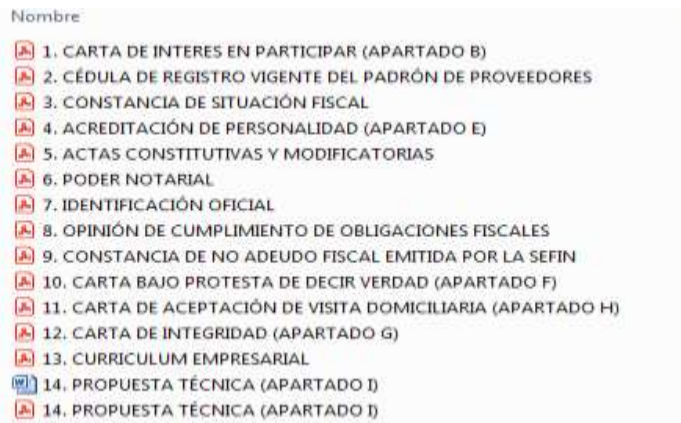 Nombre
1. CARTA DE INTERES EN PARTICIPAR (APARTADO B)
2. CÉDULA DE REGISTRO VIGENTE DEL PADRÓN DE PROVEEDORES
3. CONSTANCIA DE SITUACIÓN FISCAL
4. ACREDITACIÓN DE PERSONALIDAD (APARTADO E)
5. ACTAS CONSTITUTIVAS Y MODIFICATORIAS
6. PODER NOTARIAL
7. IDENTIFICACIÓN OFICIAL
8. OPINIÓN DE CUMPLIMIENTO DE OBLIGACIONES FISCALES
9. CONSTANCIA DE NO ADEUDO FISCAL EMITIDA POR LA SEFIN
10. CARTA BAJO PROTESTA DE DECIR VERDAD (APARTADO F)
11. CARTA DE ACEPTACIÓN DE VISITA DOMICILIARIA (APARTADO H)
12. CARTA DE INTEGRIDAD (APARTADO G)
13. CURRICULUM EMPRESARIAL
14. PROPUESTA TÉCNICA (APARTADO I)
14. PROPUESTA TÉCNICA (APARTADO I)